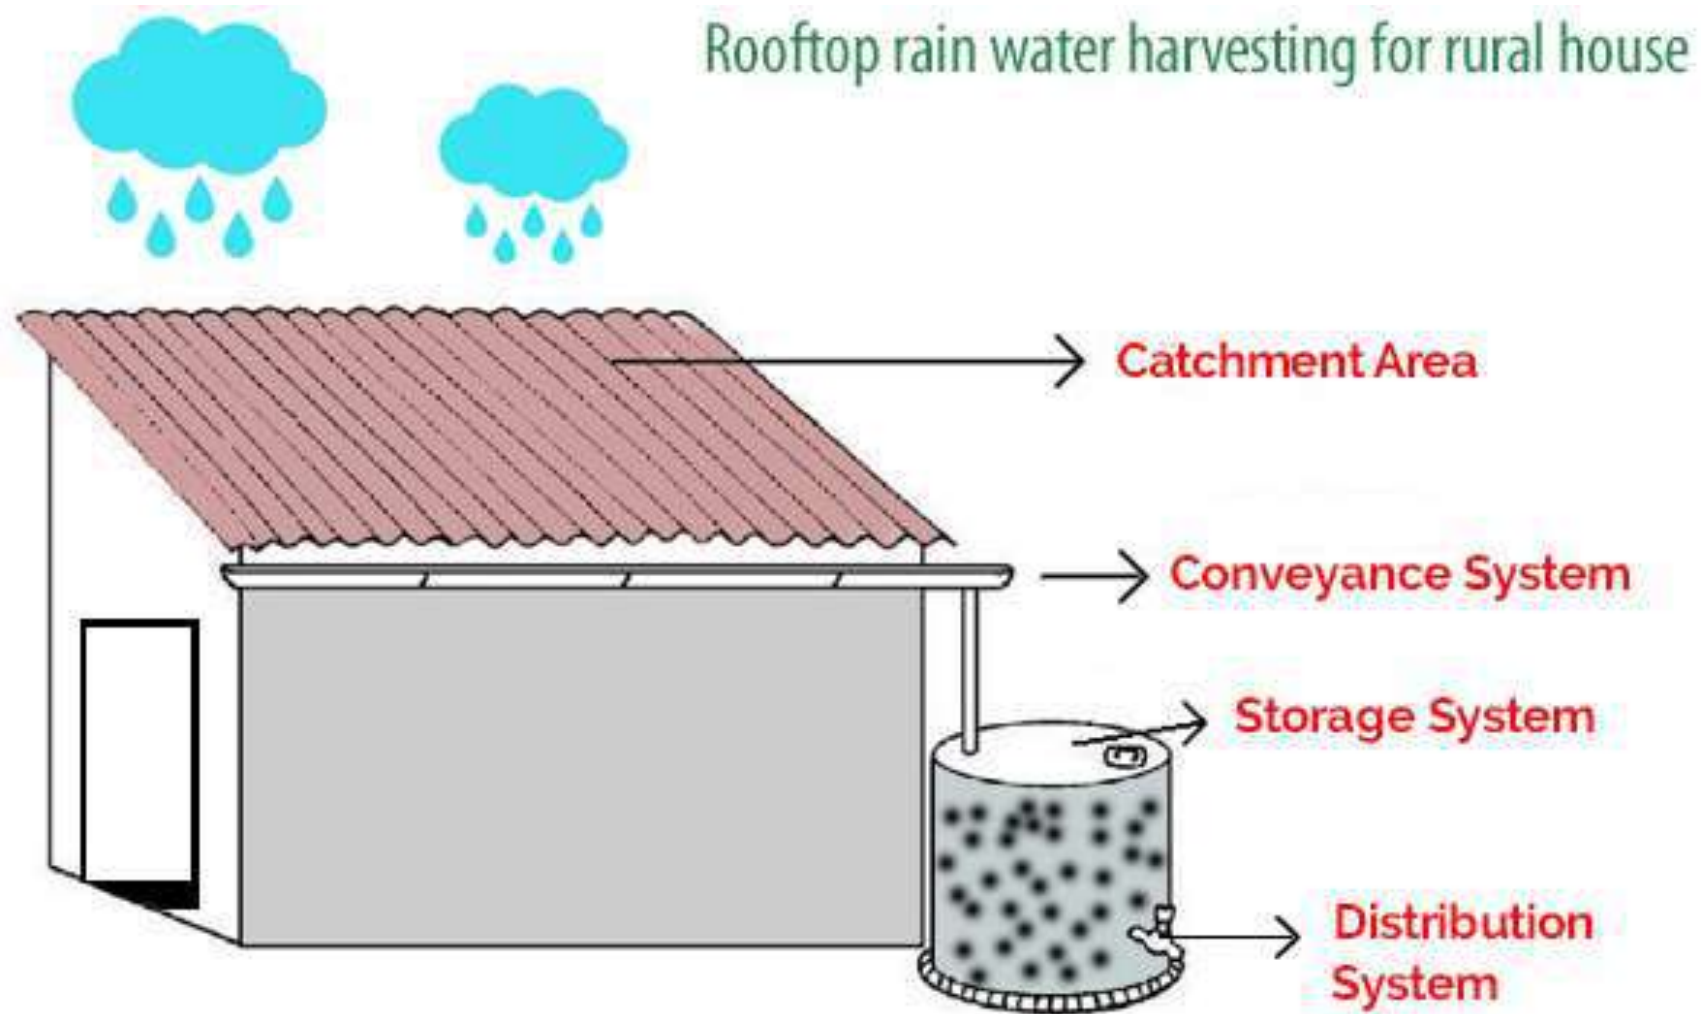 Rooftop rain water harvesting for rural house
Catchment Area
Conveyance System
Storage System
Distribution
System